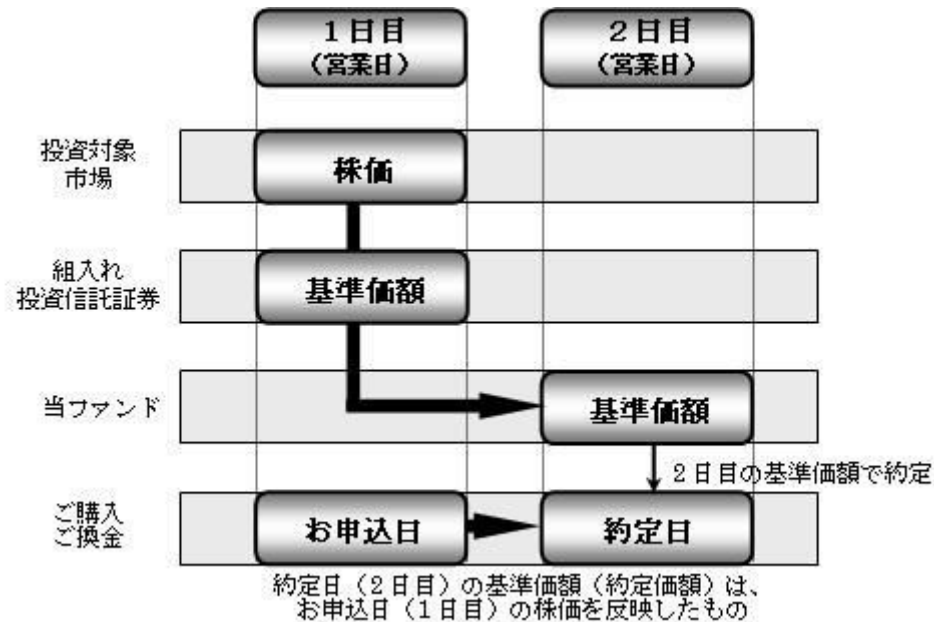 1日目
（営業日）
2日目
（営業日）
投資対象
市場
株価
組入れ
投資信託証券
基準価額
当ファンド
基準価額
2日目の基準価額で約定
ご購入
ご換金
お申込日
約定日
約定日（2日目）の基準価額（約定価額）は、
お申込日（1日目）の株価を反映したもの